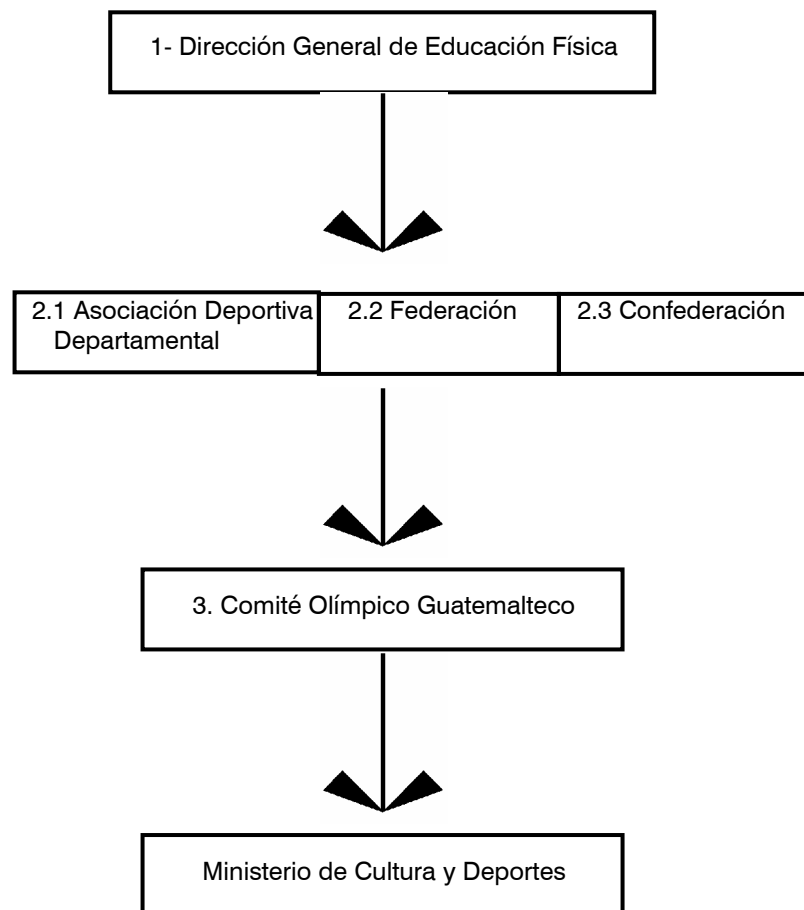 1- Dirección General de Educación Física
2.1 Asociación Deportiva
Departamental
2.2 Federación
2.3 Confederación
3. Comité Olímpico Guatemalteco
Ministerio de Cultura y Deportes